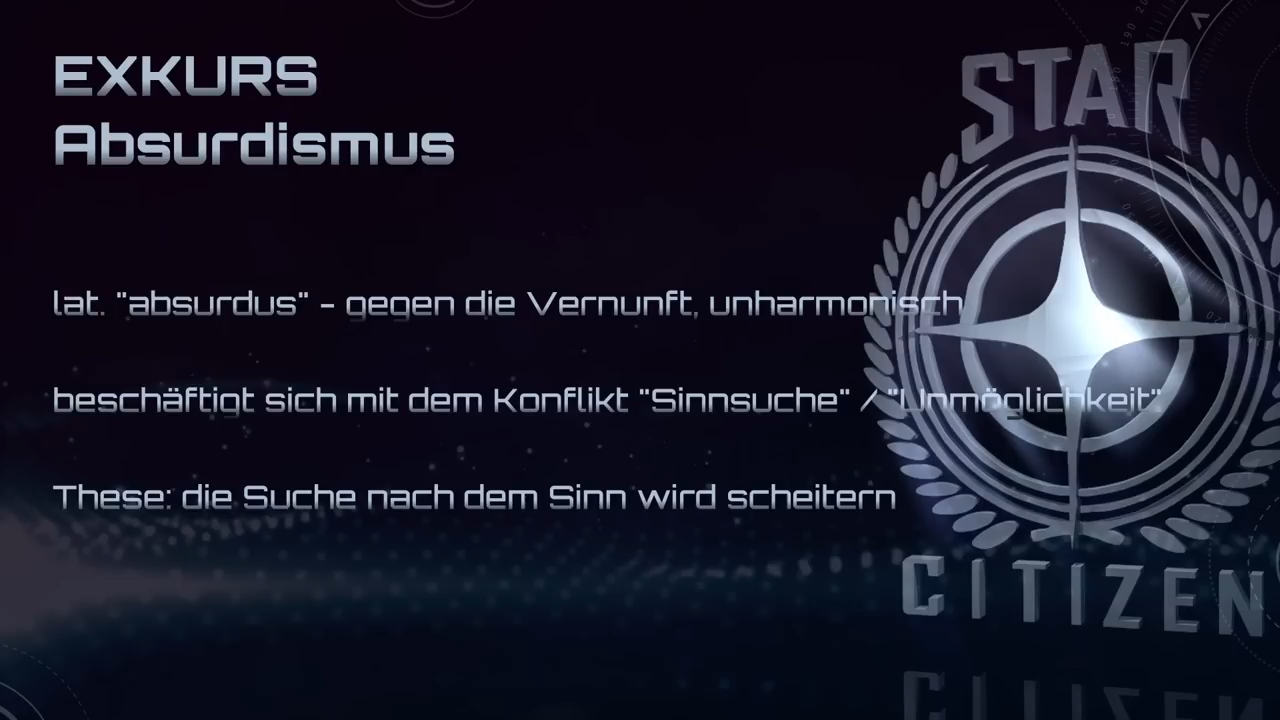 EXKURS
Absurdismus
lat. "absurdus" - gegen die Vernunft, unharmonisch
beschäftigt sich mit dem Konflikt "Sinnsuche" / "Unmöglichkeit"
These: die Suche nach dem Sinn wird scheitern
STAR
CITIZEN